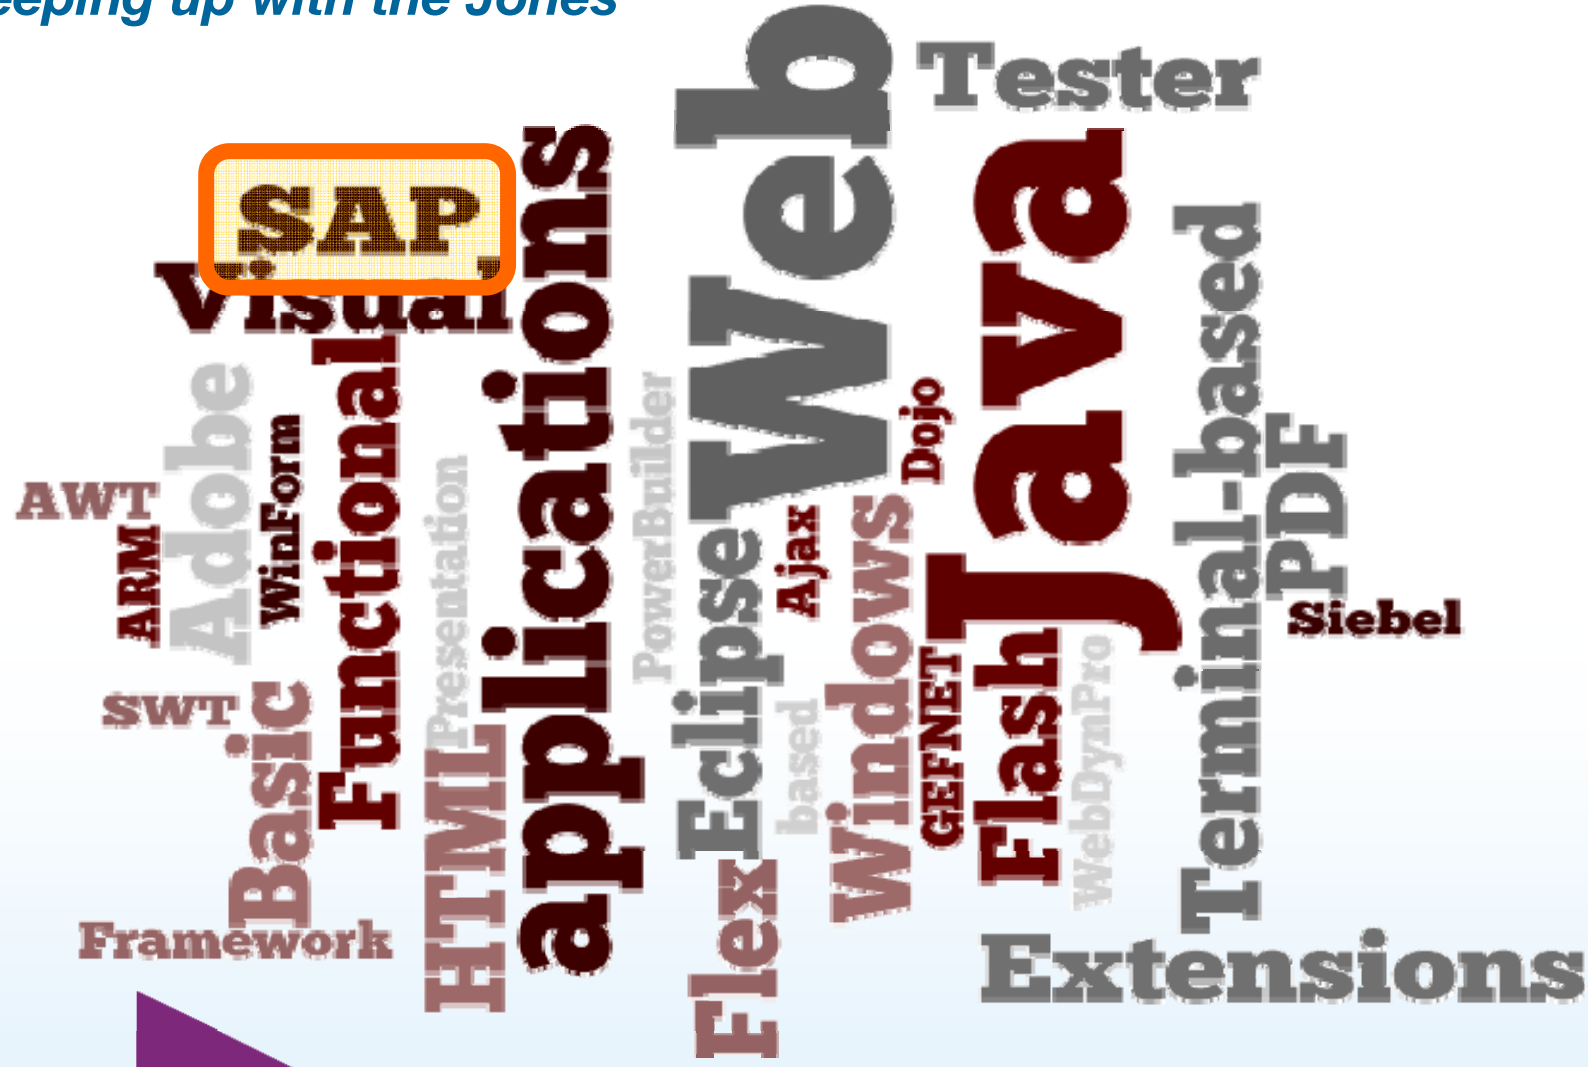 eeping up with the Jones
Tester
SAP
Visual
applications
Web
Java
Terminal-based
Functional
Adobe
WinForm
PowerBuilder
Dojo
PDF
AWT
ARM
Presentation
Eclipse
Ajax
Windows
Siebel
SWT
Basic
HTML
based
GEFNET
Flash
WebDynPro
Framework
Flex
Extensions